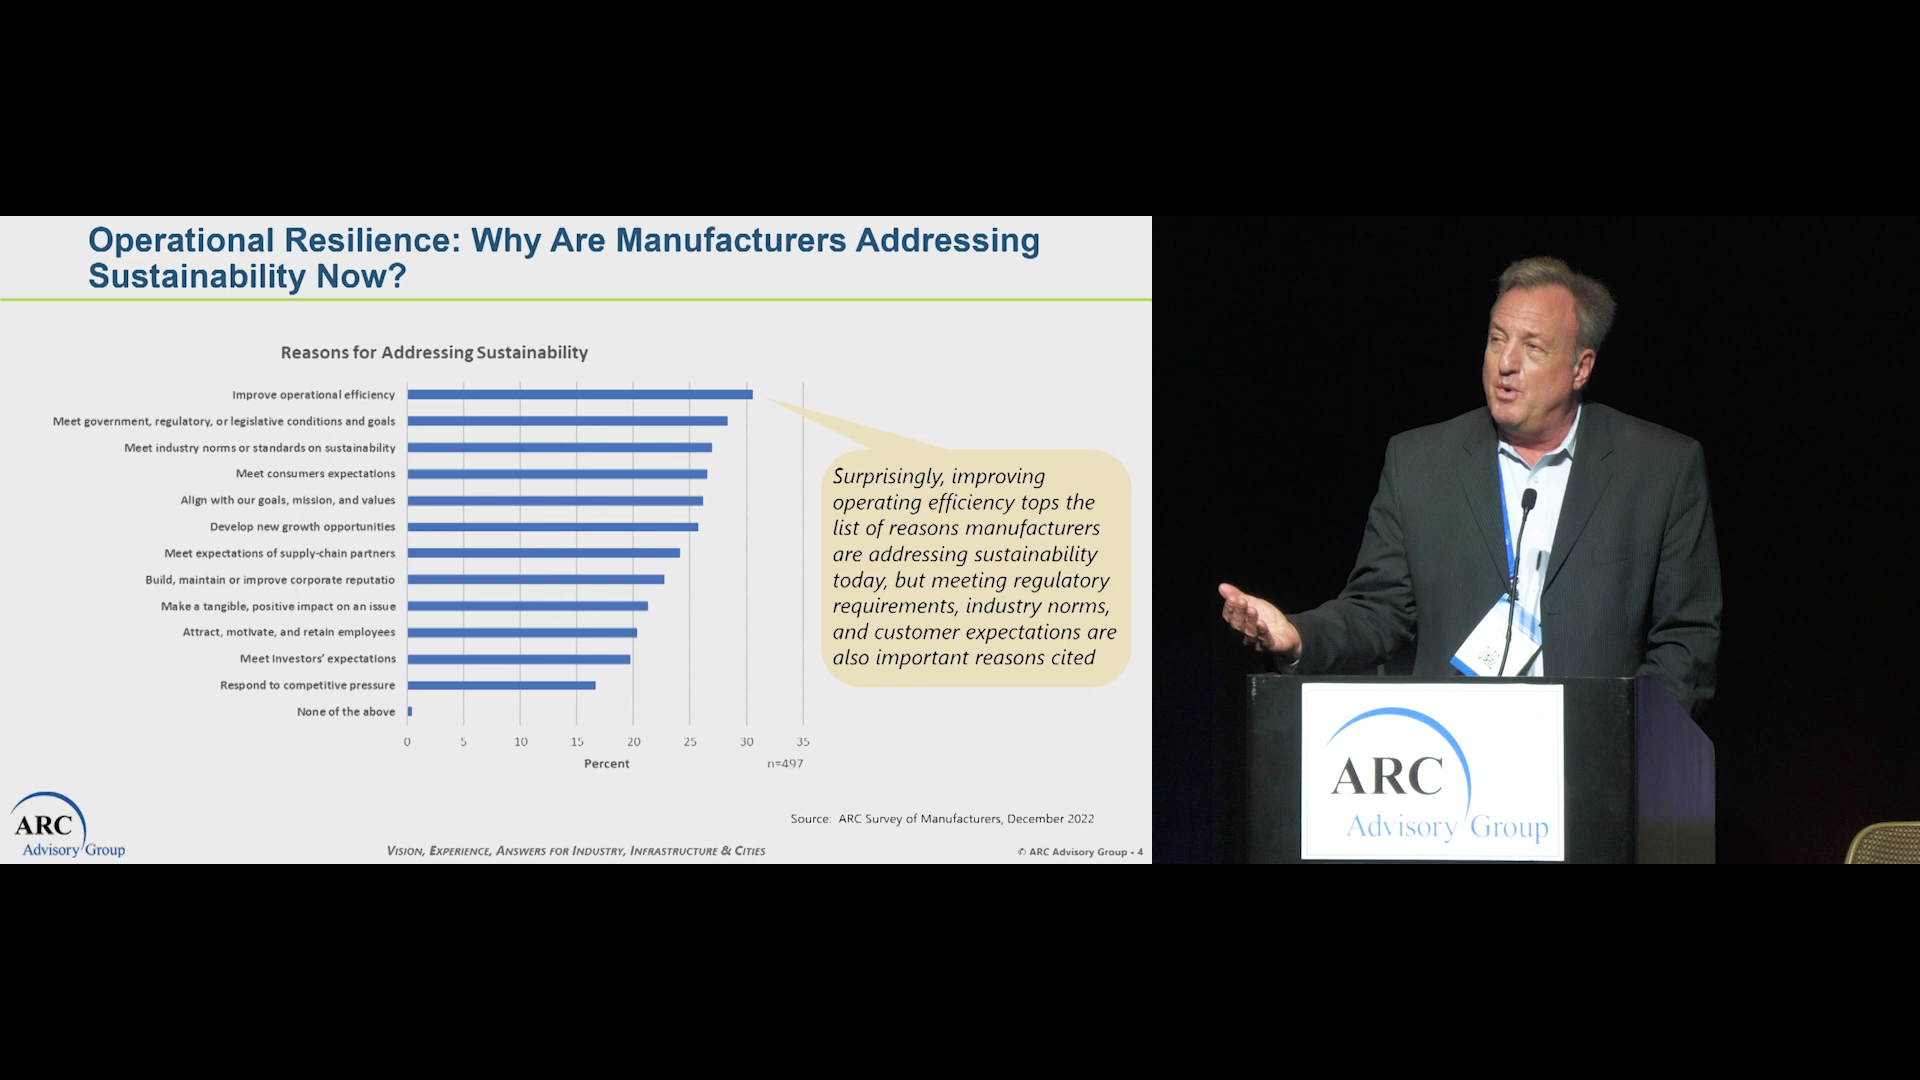 Operational Resilience: Why Are Manufacturers Addressing
Sustainability Now?
Reasons for Addressing Sustainability
Improve operational efficiency
Meet government, regulatory, or legislative conditions and goals
Meet industry norms or standards on sustainability
Meet consumers expectations
Align with our goals, mission, and values
Develop new growth opportunities
Meet expectations of supply-chain partners
Build, maintain or improve corporate reputatio
Make a tangible, positive impact on an issue
Attract, motivate, and retain employees
Meet Investors' expectations
Respond to competitive pressure
None of the above
0 5 10 15 20 25 30 35
Percent
n=497
Surprisingly, improving
operating efficiency tops the
list of reasons manufacturers
are addressing sustainability
today, but meeting regulatory
requirements, industry norms,
and customer expectations are
also important reasons cited
Source: ARC Survey of Manufacturers, December 2022
ARC
Advisory Group
VISION, EXPERIENCE, ANSWERS FOR INDUSTRY, INFRASTRUCTURE & CITIES
© ARC Advisory Group • 4
ARC
Advisory Group